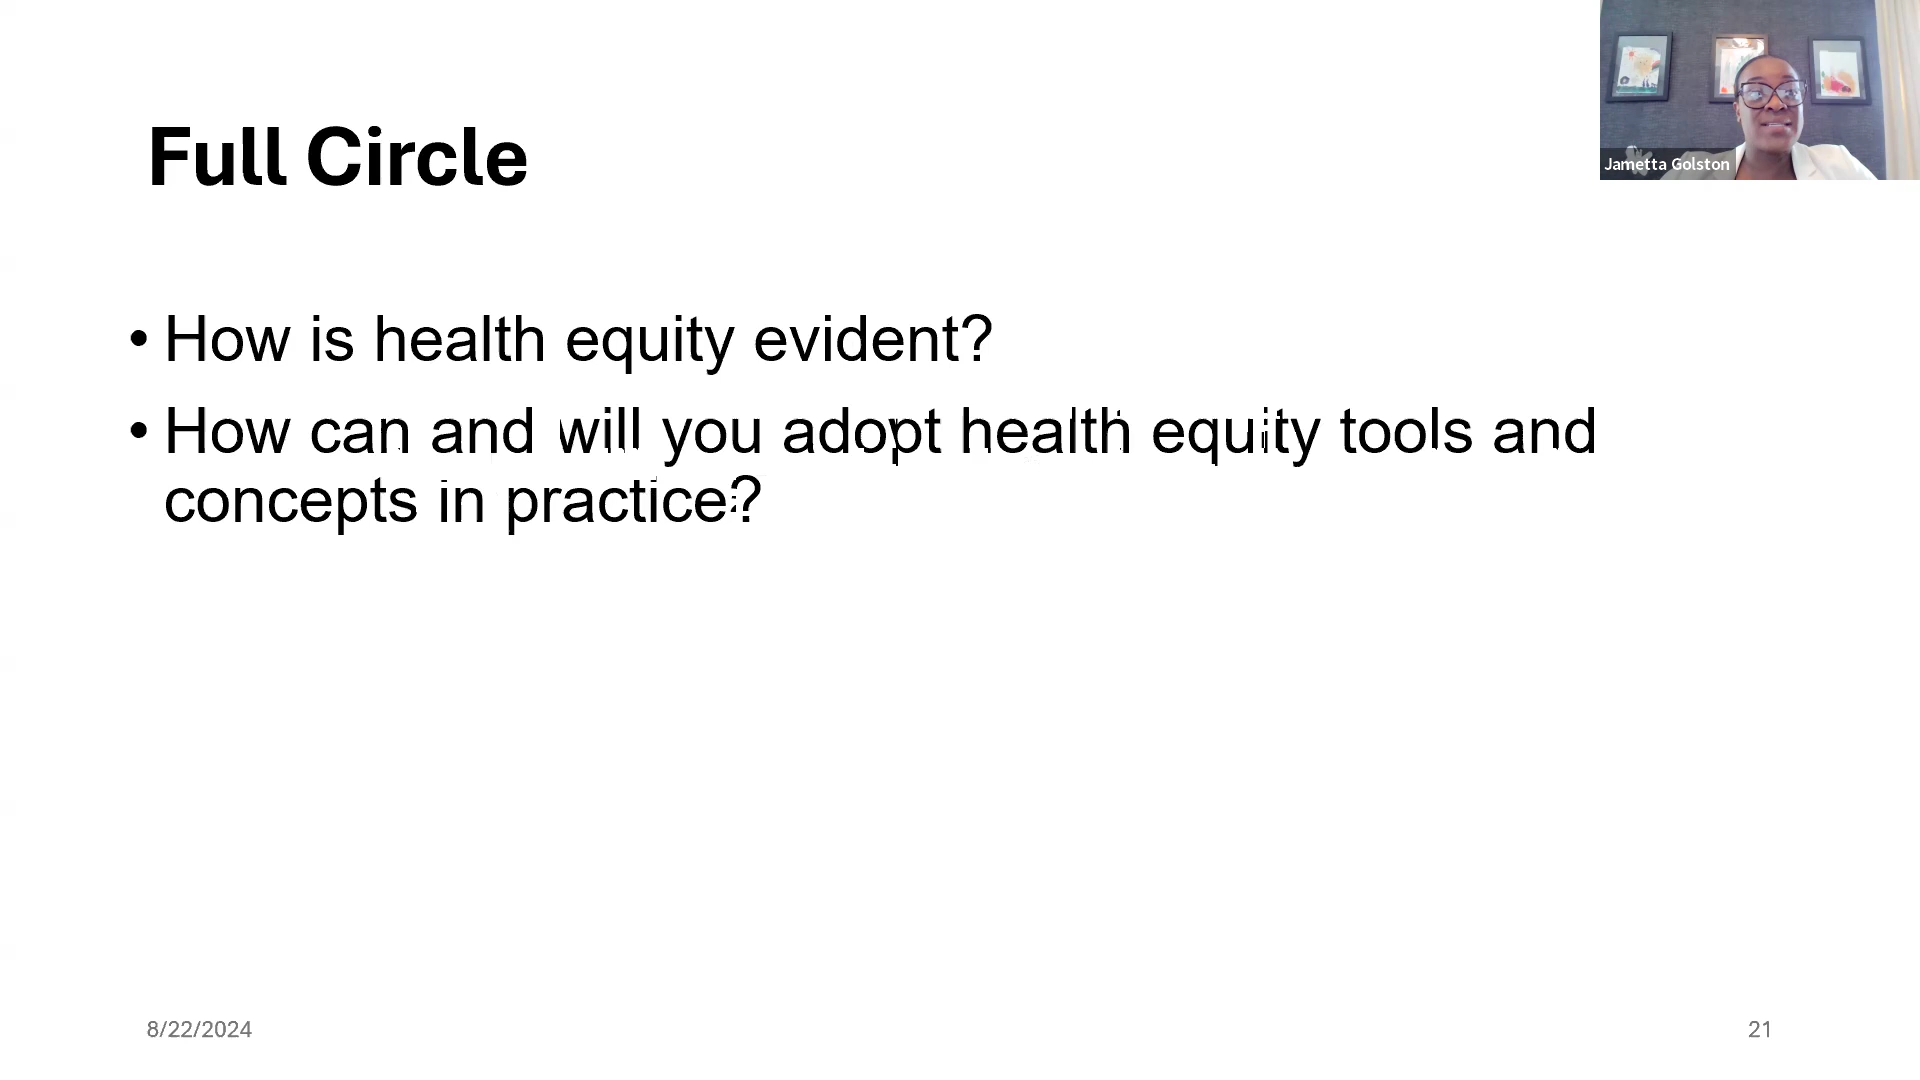 Full Circle
Jametta Golston
• How is health equity evident?
• How can and will you adopt health equity tools and
concepts in practice?
8/22/2024
21